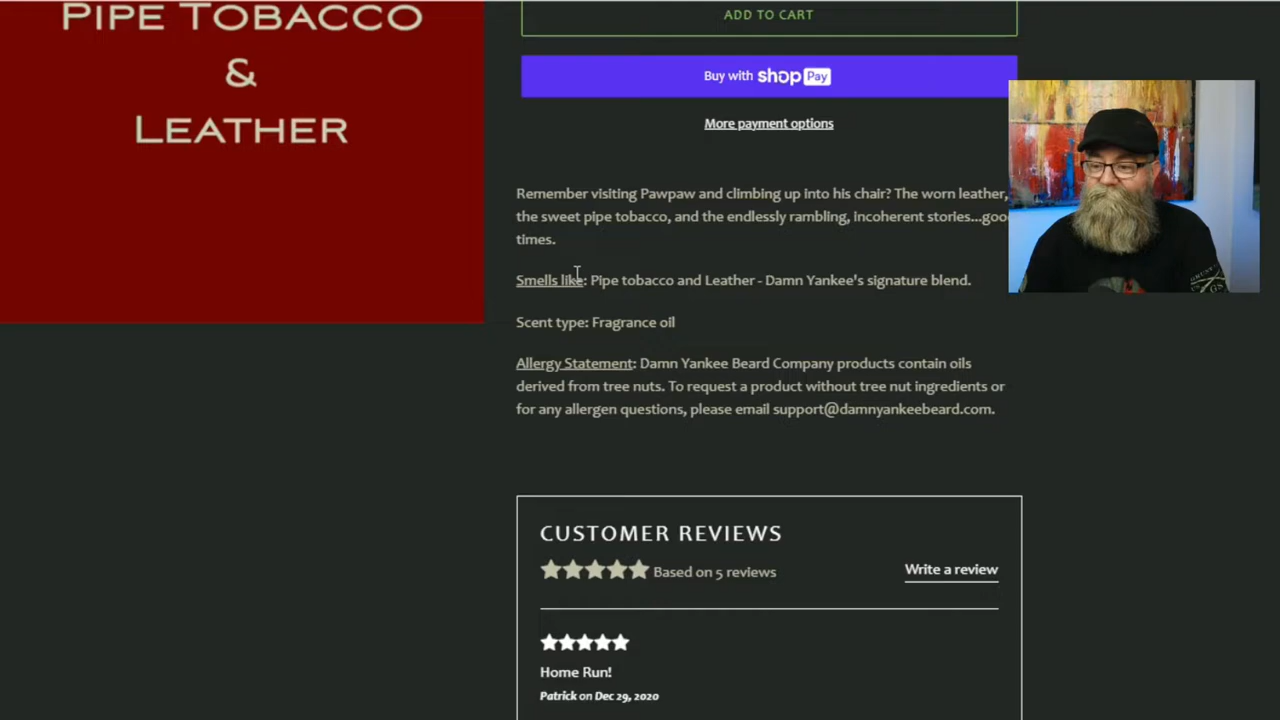 PIPE TOBACCO
&
LEATHER
ADD TO CART
Buy with shop Pay
More payment options
Remember visiting Pawpaw and climbing up into his chair? The worn leather,
the sweet pipe tobacco, and the endlessly rambling, incoherent stories...goo
times.
Smells like: Pipe tobacco and Leather - Damn Yankee's signature blend.
Scent type: Fragrance oil
Allergy Statement: Damn Yankee Beard Company products contain oils
derived from tree nuts. To request a product without tree nut ingredients or
for any allergen questions, please email support@damnyankeebeard.com.
CUSTOMER REVIEWS
Based on 5 reviews
Write a review
Home Run!
Patrick on Dec 29, 2020